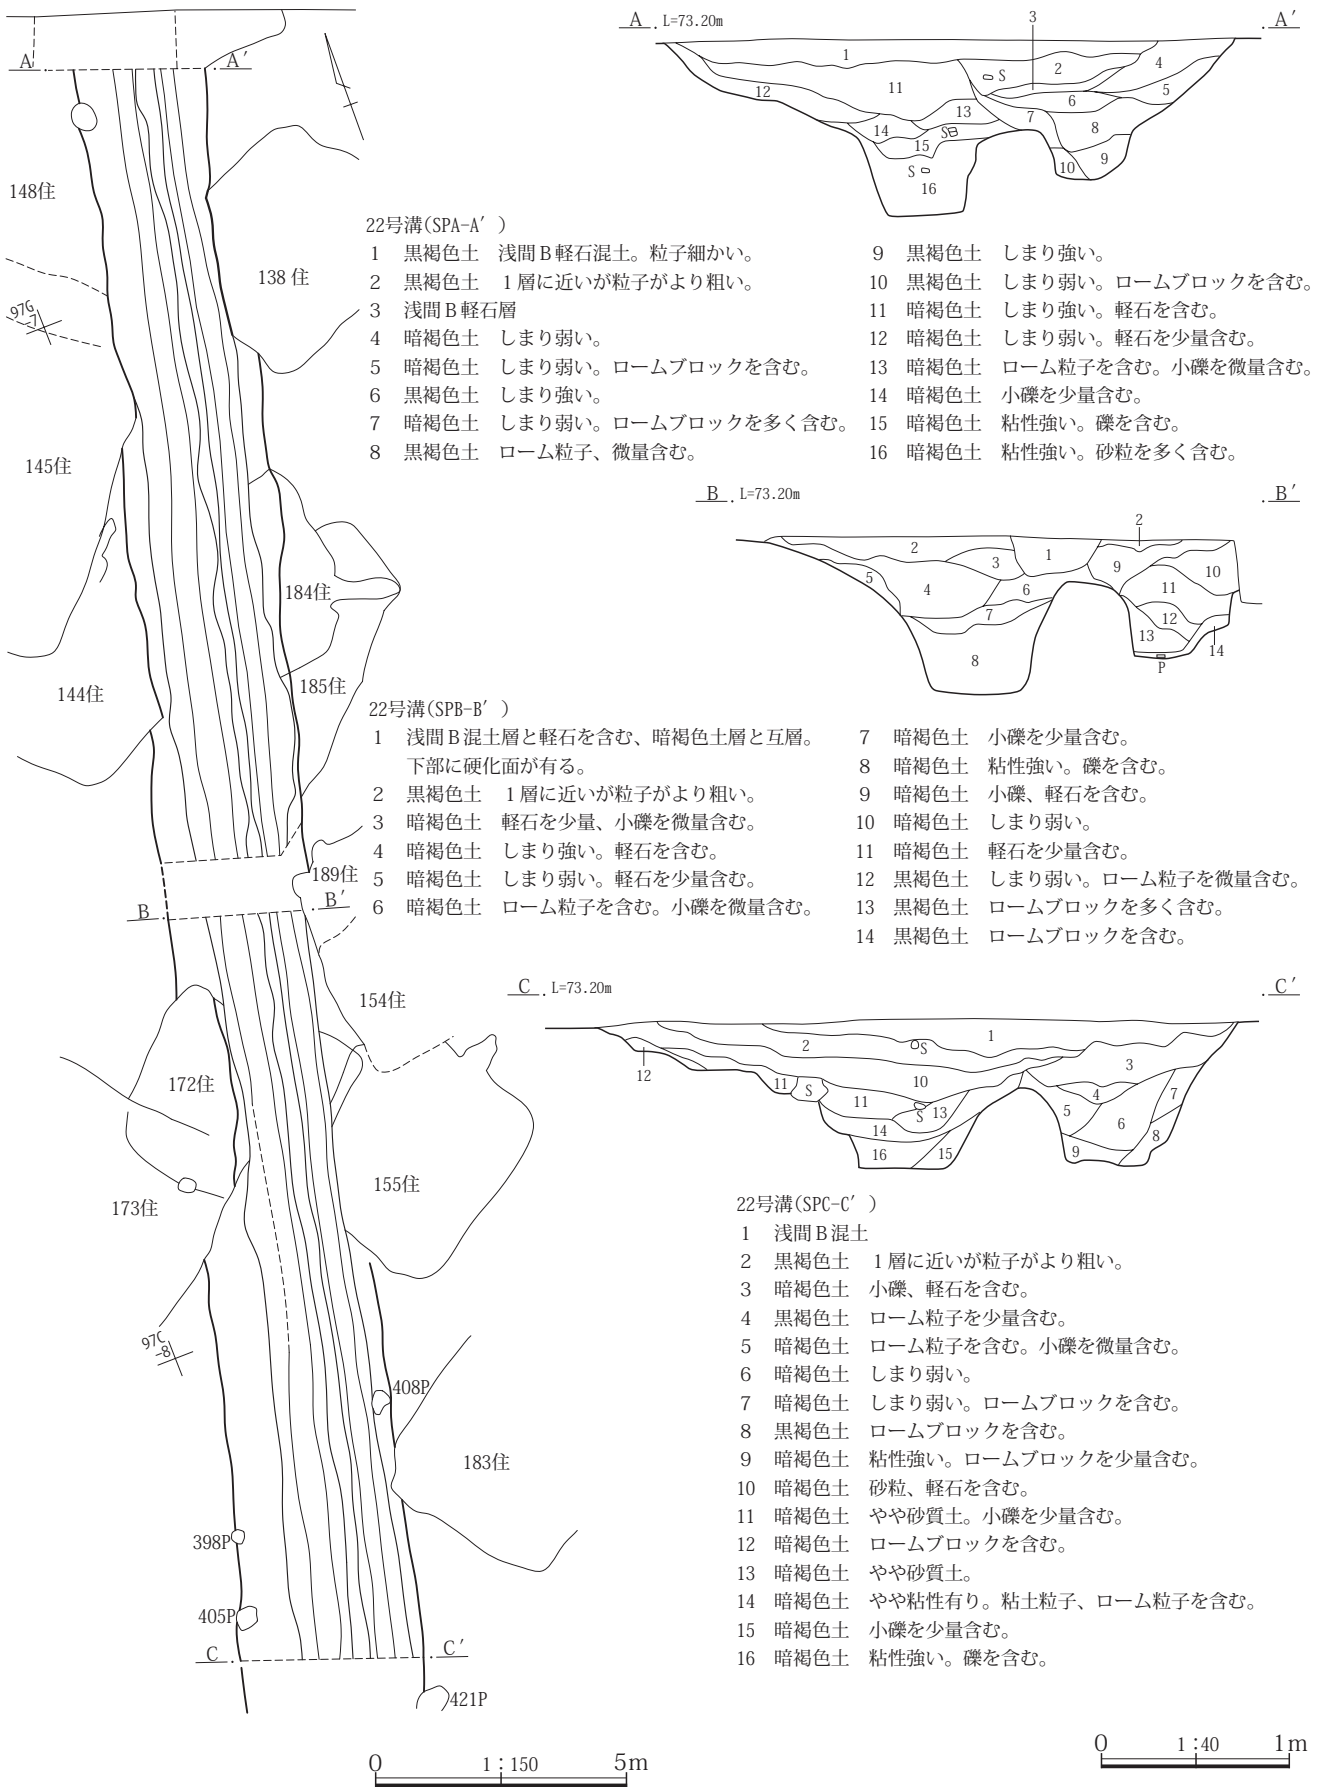 A . L=73.20m
. A′
3
1
2
4
S
5
11
12
6
13
7
8
14
S
15
9
10
S
16
22号溝(SPA-A′)
1 黒褐色土 浅間B軽石混土。粒子細かい。
2 黒褐色土 1層に近いが粒子がより粗い。
3 浅間B軽石層
4 暗褐色土 しまり弱い。
5 暗褐色土 しまり弱い。ロームブロックを含む。
6 黒褐色土 しまり強い。
7 暗褐色土 しまり弱い。ロームブロックを多く含む。
8 黒褐色土 ローム粒子、微量含む。
9 黒褐色土 しまり強い。
10 黒褐色土 しまり弱い。ロームブロックを含む。
11 暗褐色土 しまり強い。軽石を含む。
12 暗褐色土 しまり弱い。軽石を少量含む。
13 暗褐色土 ローム粒子を含む。小礫を微量含む。
14 暗褐色土 小礫を少量含む。
15 暗褐色土 粘性強い。礫を含む。
16 暗褐色土 粘性強い。砂粒を多く含む。
B . L=73.20m
. B′
2
2
1
3
9
10
5
4
6
11
7
12
13
8
14
P
22号溝(SPB-B′)
1 浅間B混土層と軽石を含む、暗褐色土層と互層。
下部に硬化面が有る。
2 黒褐色土 1層に近いが粒子がより粗い。
3 暗褐色土 軽石を少量、小礫を微量含む。
4 暗褐色土 しまり強い。軽石を含む。
5 暗褐色土 しまり弱い。軽石を少量含む。
6 暗褐色土 ローム粒子を含む。小礫を微量含む。
7 暗褐色土 小礫を少量含む。
8 暗褐色土 粘性強い。礫を含む。
9 暗褐色土 小礫、軽石を含む。
10 暗褐色土 しまり弱い。
11 暗褐色土 軽石を少量含む。
12 黒褐色土 しまり弱い。ローム粒子を微量含む。
13 黒褐色土 ロームブロックを多く含む。
14 黒褐色土 ロームブロックを含む。
C . L=73.20m
. C′
1
2
S
3
12
10
11
S
4
7
11
13
S
5
6
14
8
16
15
9
22号溝(SPC-C′)
1 浅間B混土
2 黒褐色土 1層に近いが粒子がより粗い。
3 暗褐色土 小礫、軽石を含む。
4 黒褐色土 ローム粒子を少量含む。
5 暗褐色土 ローム粒子を含む。小礫を微量含む。
6 暗褐色土 しまり弱い。
7 暗褐色土 しまり弱い。ロームブロックを含む。
8 黒褐色土 ロームブロックを含む。
9 暗褐色土 粘性強い。ロームブロックを少量含む。
10 暗褐色土 砂粒、軽石を含む。
11 暗褐色土 やや砂質土。小礫を少量含む。
12 暗褐色土 ロームブロックを含む。
13 暗褐色土 やや砂質土。
14 暗褐色土 やや粘性有り。粘土粒子、ローム粒子を含む。
15 暗褐色土 小礫を少量含む。
16 暗褐色土 粘性強い。礫を含む。
A .
. A′
148住
138住
97G
-7
145住
184住
144住
185住
189住
B .
. B′
154住
172住
155住
173住
97C
-8
408P
183住
398P
405P
C .
. C′
421P
0 1:150 5m
0 1:40 1m